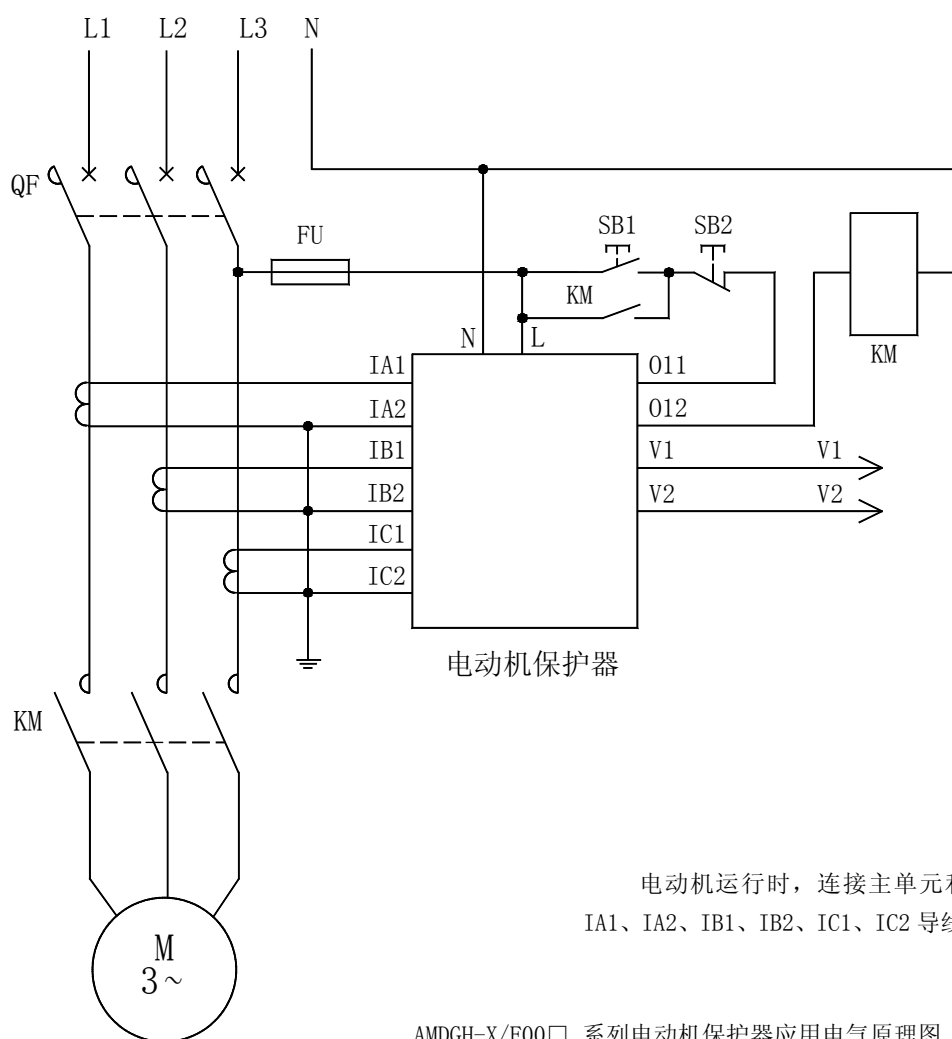 L1 L2 L3 N
QF
FU
SB1 SB2
KM
KM
N L
IA1
O11
IA2
O12
IB1
V1 V1
IB2
V2 V2
IC1
IC2
电动机保护器
KM
电动机运行时，连接主单元和
IA1、IA2、IB1、IB2、IC1、IC2 导线
M
3~
AMDGH-X/F00□ 系列电动机保护器应用电气原理图